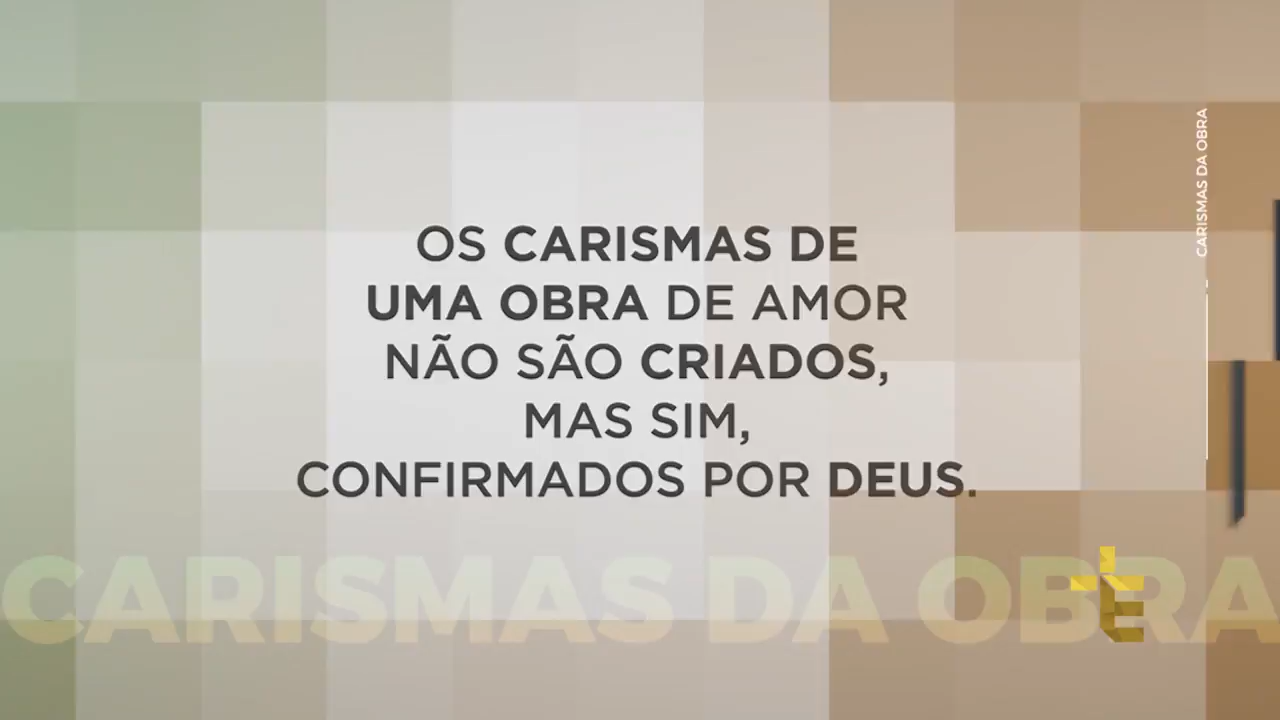 CARISMAS DA OBRA
OS CARISMAS DE
UMA OBRA DE AMOR
NÃO SÃO CRIADOS,
MAS SIM,
CONFIRMADOS POR DEUS.
CARISMAS DA OBRA